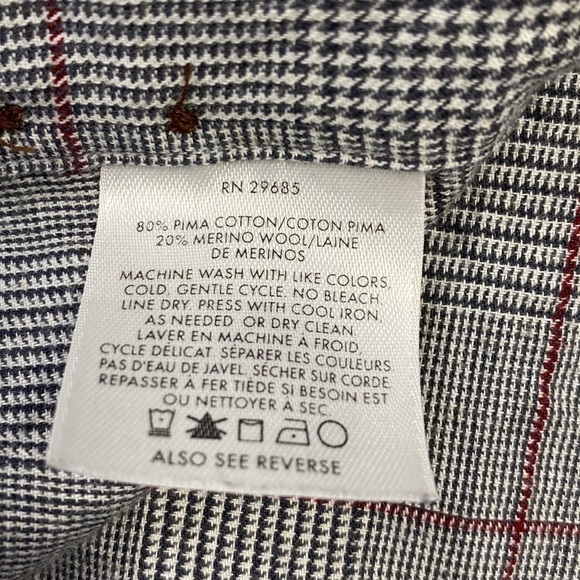 RN 29685
80% PIMA COTTON/COTON PIMA
20% MERINO WOOL/LAINE
DE MERINOS
MACHINE WASH WITH LIKE COLORS,
COLD, GENTLE CYCLE. NO BLEACH.
LINE DRY. PRESS WITH COOL IRON,
AS NEEDED OR DRY CLEAN.
LAVER EN MACHINE À FROID,
CYCLE DÉLICAT. SÉPARER LES COULEURS.
PAS D'EAU DE JAVEL. SÉCHER SUR CORDE.
REPASSER À FER TIÈDE SI BESOIN EST
OU NETTOYER À SEC.
ALSO SEE REVERSE